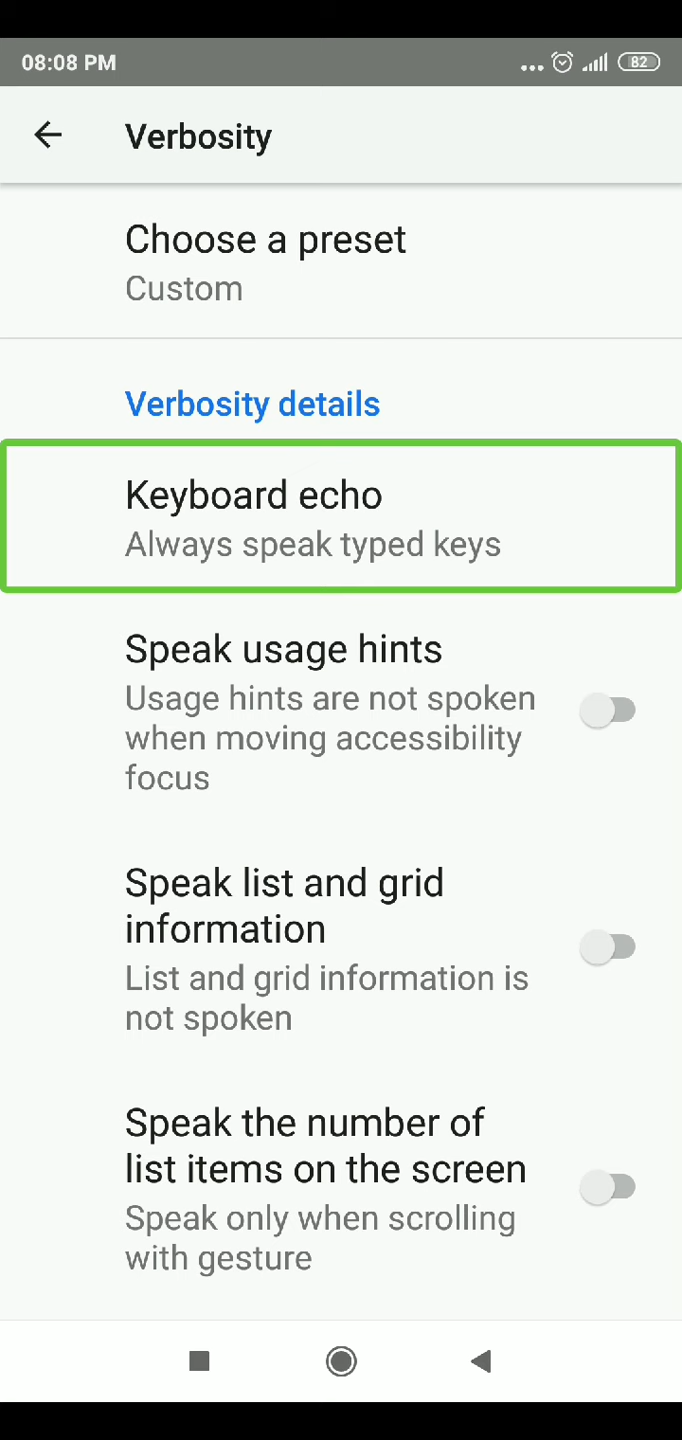 08:08 PM
82
Verbosity
Choose a preset
Custom
Verbosity details
Keyboard echo
Always speak typed keys
Speak usage hints
Usage hints are not spoken
when moving accessibility
focus
Speak list and grid
information
List and grid information is
not spoken
Speak the number of
list items on the screen
Speak only when scrolling
with gesture